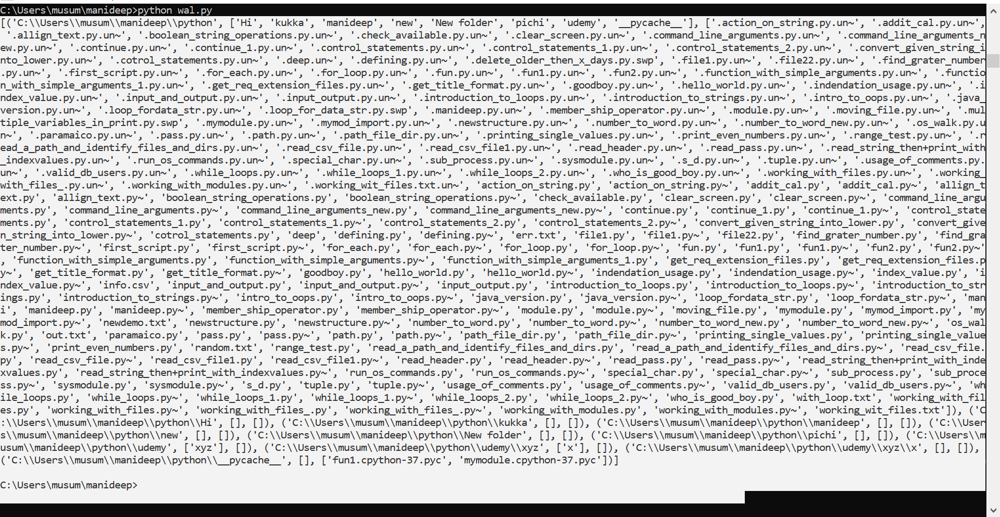 C:\Users\musum\manideep>python wal.py
[('C:\\Users\\musum\\manideep\\python', ['Hi', 'kukka', 'manideep', 'new', 'New folder', 'pichi', 'udemy', '__pycache__'], ['.action_on_string.py.un~', '.addit_cal.py.un~',
 '.allign_text.py.un~', '.boolean_string_operations.py.un~', '.check_available.py.un~', '.clear_screen.py.un~', '.command_line_arguments.py.un~', '.command_line_arguments_n
ew.py.un~', '.continue.py.un~', '.continue_1.py.un~', '.control_statements.py.un~', '.control_statements_1.py.un~', '.control_statements_2.py.un~', '.convert_given_string_i
nto_lower.py.un~', '.cotrol_statements.py.un~', '.deep.un~', '.defining.py.un~', '.delete_older_then_x_days.py.swp', '.file1.py.un~', '.file22.py.un~', '.find_grater_number
.py.un~', '.first_script.py.un~', '.for_each.py.un~', '.for_loop.py.un~', '.fun.py.un~', '.fun1.py.un~', '.fun2.py.un~', '.function_with_simple_arguments.py.un~', '.functio
n_with_simple_arguments_1.py.un~', '.get_req_extension_files.py.un~', '.get_title_format.py.un~', '.goodboy.py.un~', '.hello_world.py.un~', '.indendation_usage.py.un~', '.i
ndex_value.py.un~', '.input_and_output.py.un~', '.input_output.py.un~', '.introduction_to_loops.py.un~', '.introduction_to_strings.py.un~', '.intro_to_oops.py.un~', '.java_
version.py.un~', '.loop_fordata_str.py.un~', '.loop_for_data_str.py.swp', '.manideep.py.un~', '.member_ship_operator.py.un~', '.module.py.un~', '.moving_file.py.un~', '.mul
tiple_variables_in_print.py.swp', '.mymodule.py.un~', '.mymod_import.py.un~', '.newstructure.py.un~', '.number_to_word.py.un~', '.number_to_word_new.py.un~', '.os_walk.py.u
n~', '.paramaico.py.un~', '.pass.py.un~', '.path.py.un~', '.path_file_dir.py.un~', '.printing_single_values.py.un~', '.print_even_numbers.py.un~', '.range_test.py.un~', '.r
ead_a_path_and_identify_files_and_dirs.py.un~', '.read_csv_file.py.un~', '.read_csv_file1.py.un~', '.read_header.py.un~', '.read_pass.py.un~', '.read_string_then+print_with
_indexvalues.py.un~', '.run_os_commands.py.un~', '.special_char.py.un~', '.sub_process.py.un~', '.sysmodule.py.un~', '.s_d.py.un~', '.tuple.py.un~', '.usage_of_comments.py.
un~', '.valid_db_users.py.un~', '.while_loops.py.un~', '.while_loops_1.py.un~', '.while_loops_2.py.un~', '.who_is_good_boy.py.un~', '.working_with_files.py.un~', '.working_
with_files_.py.un~', '.working_with_modules.py.un~', '.working_wit_files.txt.un~', 'action_on_string.py', 'action_on_string.py~', 'addit_cal.py', 'addit_cal.py~', 'allign_t
ext.py', 'allign_text.py~', 'boolean_string_operations.py', 'boolean_string_operations.py~', 'check_available.py', 'clear_screen.py', 'clear_screen.py~', 'command_line_argu
ments.py', 'command_line_arguments.py~', 'command_line_arguments_new.py', 'command_line_arguments_new.py~', 'continue.py', 'continue_1.py', 'continue_1.py~', 'control_state
ments.py', 'control_statements_1.py', 'control_statements_1.py~', 'control_statements_2.py', 'control_statements_2.py~', 'convert_given_string_into_lower.py', 'convert_give
n_string_into_lower.py~', 'cotrol_statements.py', 'deep', 'defining.py', 'defining.py~', 'err.txt', 'file1.py', 'file1.py~', 'file22.py', 'find_grater_number.py', 'find_gra
ter_number.py~', 'first_script.py', 'first_script.py~', 'for_each.py', 'for_each.py~', 'for_loop.py', 'for_loop.py~', 'fun.py', 'fun1.py', 'fun1.py~', 'fun2.py', 'fun2.py~'
, 'function_with_simple_arguments.py', 'function_with_simple_arguments.py~', 'function_with_simple_arguments_1.py', 'get_req_extension_files.py', 'get_req_extension_files.p
y~', 'get_title_format.py', 'get_title_format.py~', 'goodboy.py', 'hello_world.py', 'hello_world.py~', 'indendation_usage.py', 'indendation_usage.py~', 'index_value.py', 'i
ndex_value.py~', 'info.csv', 'input_and_output.py', 'input_and_output.py~', 'input_output.py', 'introduction_to_loops.py', 'introduction_to_loops.py~', 'introduction_to_str
ings.py', 'introduction_to_strings.py~', 'intro_to_oops.py', 'intro_to_oops.py~', 'java_version.py', 'java_version.py~', 'loop_fordata_str.py', 'loop_fordata_str.py~', 'man
i', 'manideep.py', 'manideep.py~', 'member_ship_operator.py', 'member_ship_operator.py~', 'module.py', 'module.py~', 'moving_file.py', 'mymodule.py', 'mymod_import.py', 'my
mod_import.py~', 'newdemo.txt', 'newstructure.py', 'newstructure.py~', 'number_to_word.py', 'number_to_word.py~', 'number_to_word_new.py', 'number_to_word_new.py~', 'os_wal
k.py', 'out.txt', 'paramaico.py', 'pass.py', 'pass.py~', 'path.py', 'path.py~', 'path_file_dir.py', 'path_file_dir.py~', 'printing_single_values.py', 'printing_single_value
s.py~', 'print_even_numbers.py', 'random.txt', 'range_test.py', 'read_a_path_and_identify_files_and_dirs.py', 'read_a_path_and_identify_files_and_dirs.py~', 'read_csv_file.
py', 'read_csv_file.py~', 'read_csv_file1.py', 'read_csv_file1.py~', 'read_header.py', 'read_header.py~', 'read_pass.py', 'read_pass.py~', 'read_string_then+print_with_inde
xvalues.py', 'read_string_then+print_with_indexvalues.py~', 'run_os_commands.py', 'run_os_commands.py~', 'special_char.py', 'special_char.py~', 'sub_process.py', 'sub_proce
ss.py~', 'sysmodule.py', 'sysmodule.py~', 's_d.py', 'tuple.py', 'tuple.py~', 'usage_of_comments.py', 'usage_of_comments.py~', 'valid_db_users.py', 'valid_db_users.py~', 'wh
ile_loops.py', 'while_loops.py~', 'while_loops_1.py', 'while_loops_1.py~', 'while_loops_2.py', 'while_loops_2.py~', 'who_is_good_boy.py', 'with_loop.txt', 'working_with_fil
es.py', 'working_with_files.py~', 'working_with_files_.py', 'working_with_files_.py~', 'working_with_modules.py', 'working_with_modules.py~', 'working_wit_files.txt']), ('C
:\\Users\\musum\\manideep\\python\\Hi', [], []), ('C:\\Users\\musum\\manideep\\python\\kukka', [], []), ('C:\\Users\\musum\\manideep\\python\\manideep', [], []), ('C:\\User
s\\musum\\manideep\\python\\new', [], []), ('C:\\Users\\musum\\manideep\\python\\New folder', [], []), ('C:\\Users\\musum\\manideep\\python\\pichi', [], []), ('C:\\Users\\m
usum\\manideep\\python\\udemy', ['xyz'], []), ('C:\\Users\\musum\\manideep\\python\\udemy\\xyz', ['x'], []), ('C:\\Users\\musum\\manideep\\python\\udemy\\xyz\\x', [], []),
('C:\\Users\\musum\\manideep\\python\\__pycache__', [], ['fun1.cpython-37.pyc', 'mymodule.cpython-37.pyc'])]
C:\Users\musum\manideep>